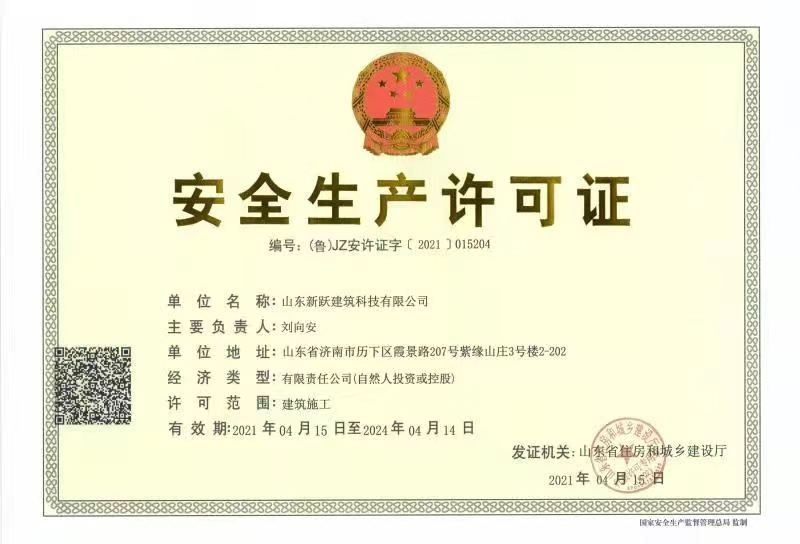 安全生产许可证
编号：(鲁)JZ安许证字〔2021〕015204
单位名称：山东新跃建筑科技有限公司
主要负责人：刘向安
单位地址：山东省济南市历下区霞景路207号紫缘山庄3号楼2-202
经济类型：有限责任公司(自然人投资或控股)
许可范围：建筑施工
有效期：2021年04月15日至2024年04月14日
发证机关：山东省住房和城乡建设厅
2021年04月15日
国家安全生产监督管理总局 监制